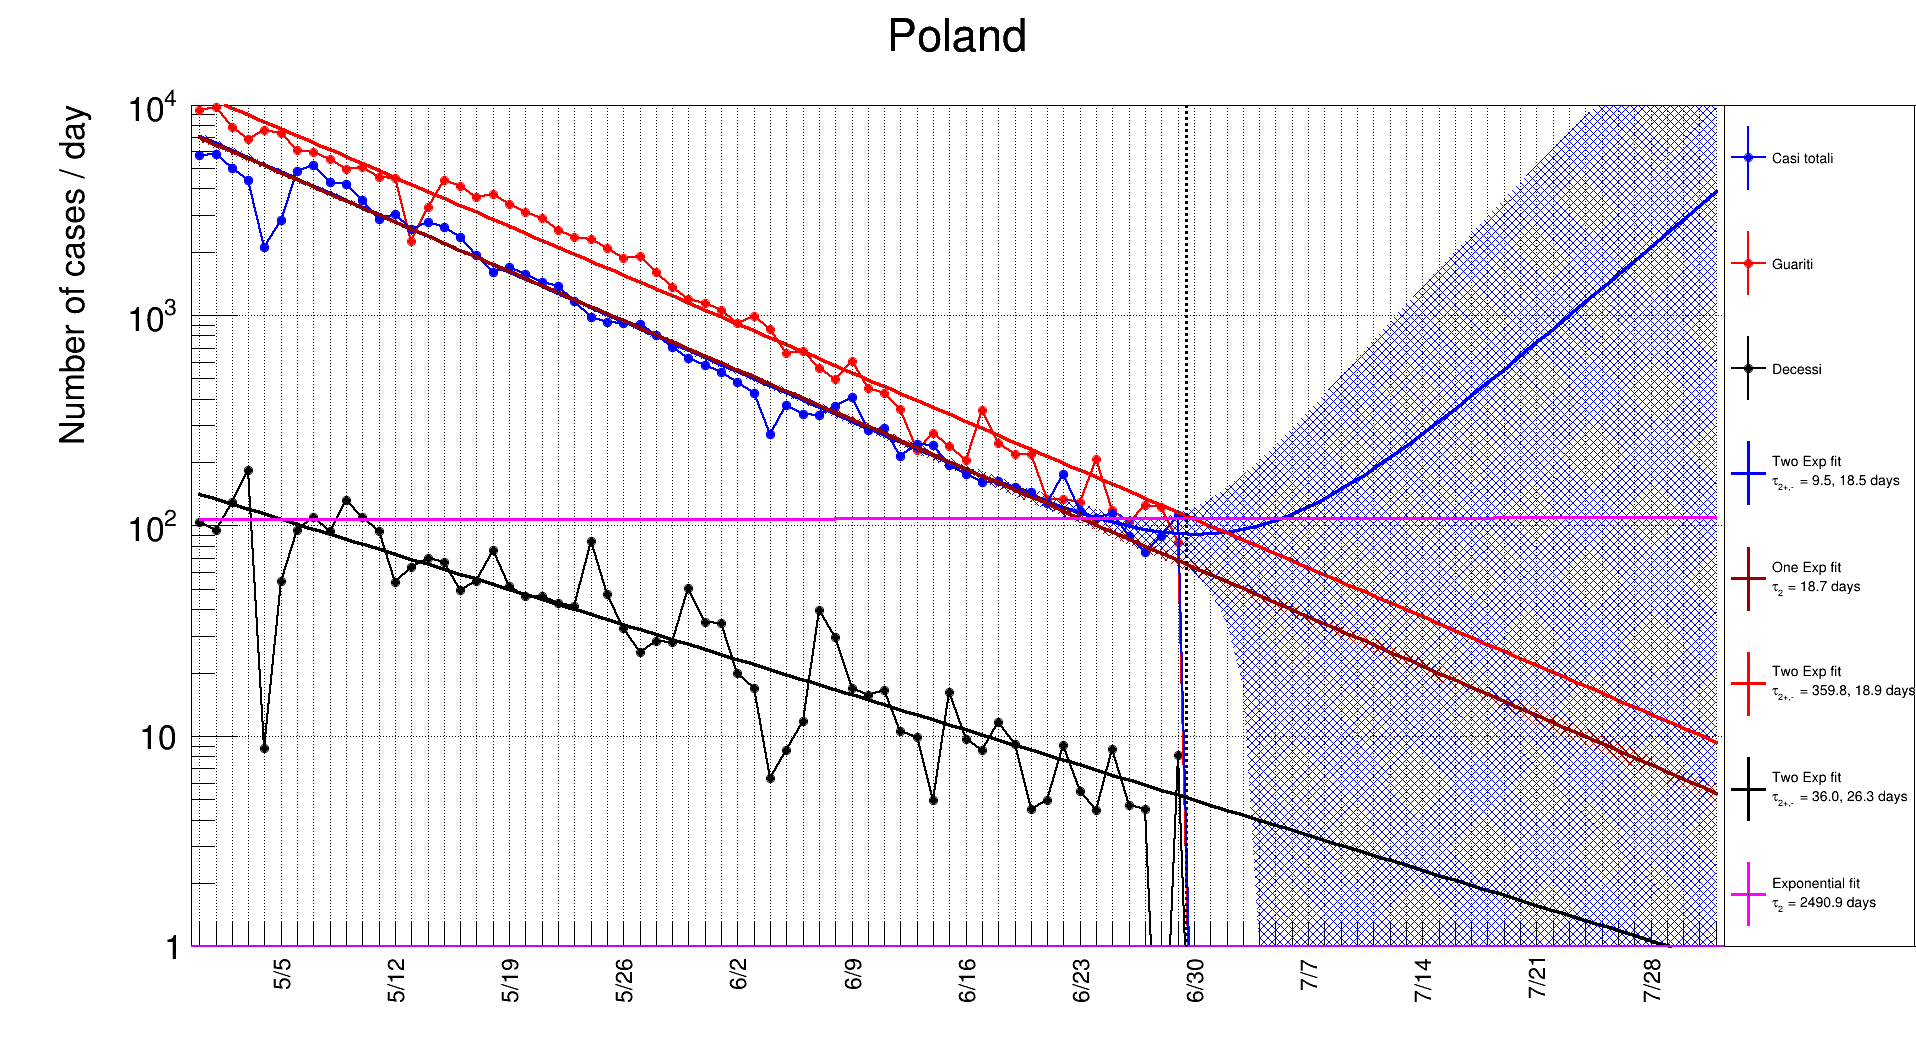 Poland
Number of cases / day
10^4
10^3
10^2
10
1
5/5
5/12
5/19
5/26
6/2
6/9
6/16
6/23
6/30
7/7
7/14
7/21
7/28
Casi totali
Guariti
Decessi
Two Exp fit
τ2+,- = 9.5, 18.5 days
One Exp fit
τ2 = 18.7 days
Two Exp fit
τ2+,- = 359.8, 18.9 days
Two Exp fit
τ2+,- = 36.0, 26.3 days
Exponential fit
τ2 = 2490.9 days